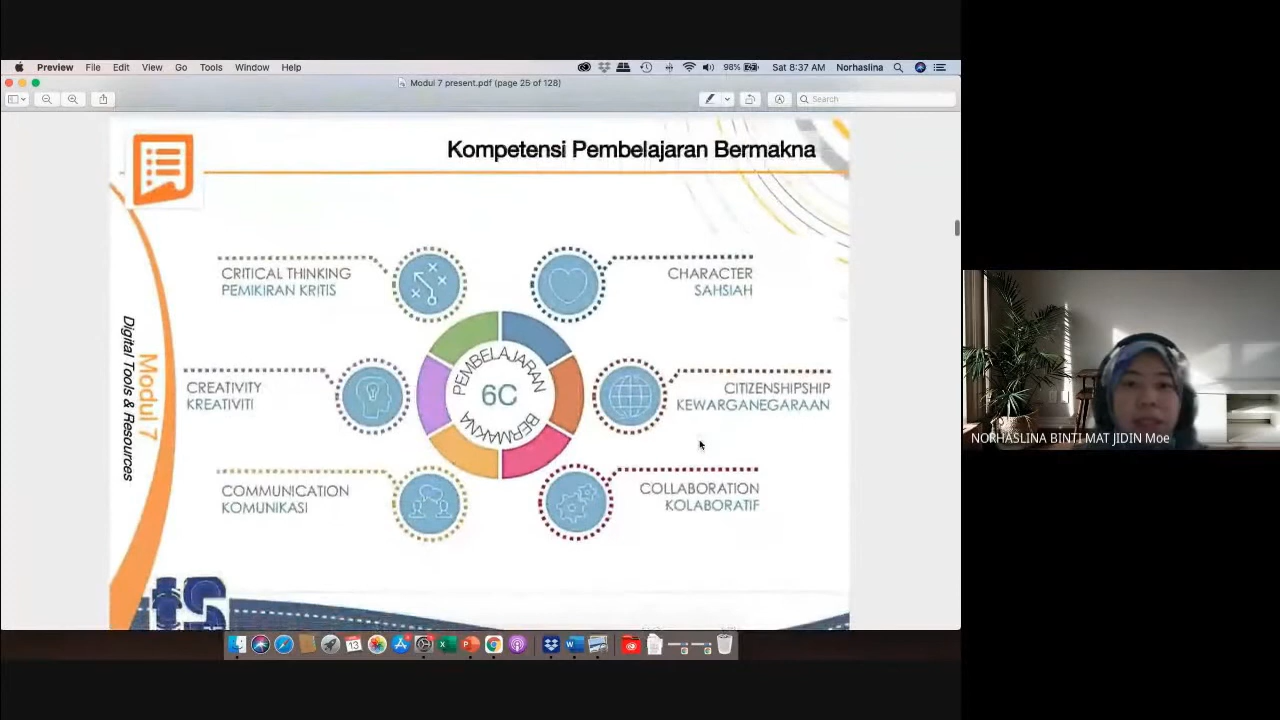 Preview File Edit View Go Tools Window Help
98% Sat 8:37 AM Norhaslina
Modul 7 present.pdf (page 25 of 128)
Search
Kompetensi Pembelajaran Bermakna
CRITICAL THINKING
PEMIKIRAN KRITIS
CHARACTER
SAHSIAH
CREATIVITY
KREATIVITI
PEMBELAJARAN
6C
BERMAKNA
CITIZENSHIPSHIP
KEWARGANEGARAAN
COMMUNICATION
KOMUNIKASI
COLLABORATION
KOLABORATIF
Modul 7
Digital Tools & Resources
ts
13
NORHASLINA BINTI MAT JIDIN Moe